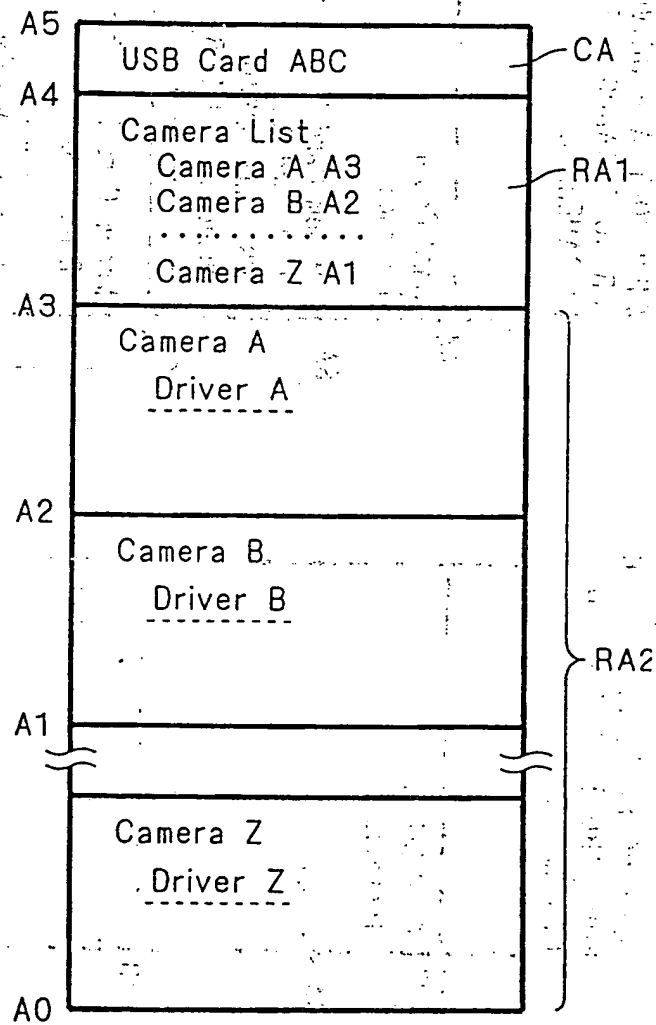 A5
USB Card ABC
CA
A4
Camera List
Camera A A3
Camera B A2
............
Camera Z A1
RA1
A3
Camera A
Driver A
A2
Camera B
Driver B
RA2
A1
Camera Z
Driver Z
A0